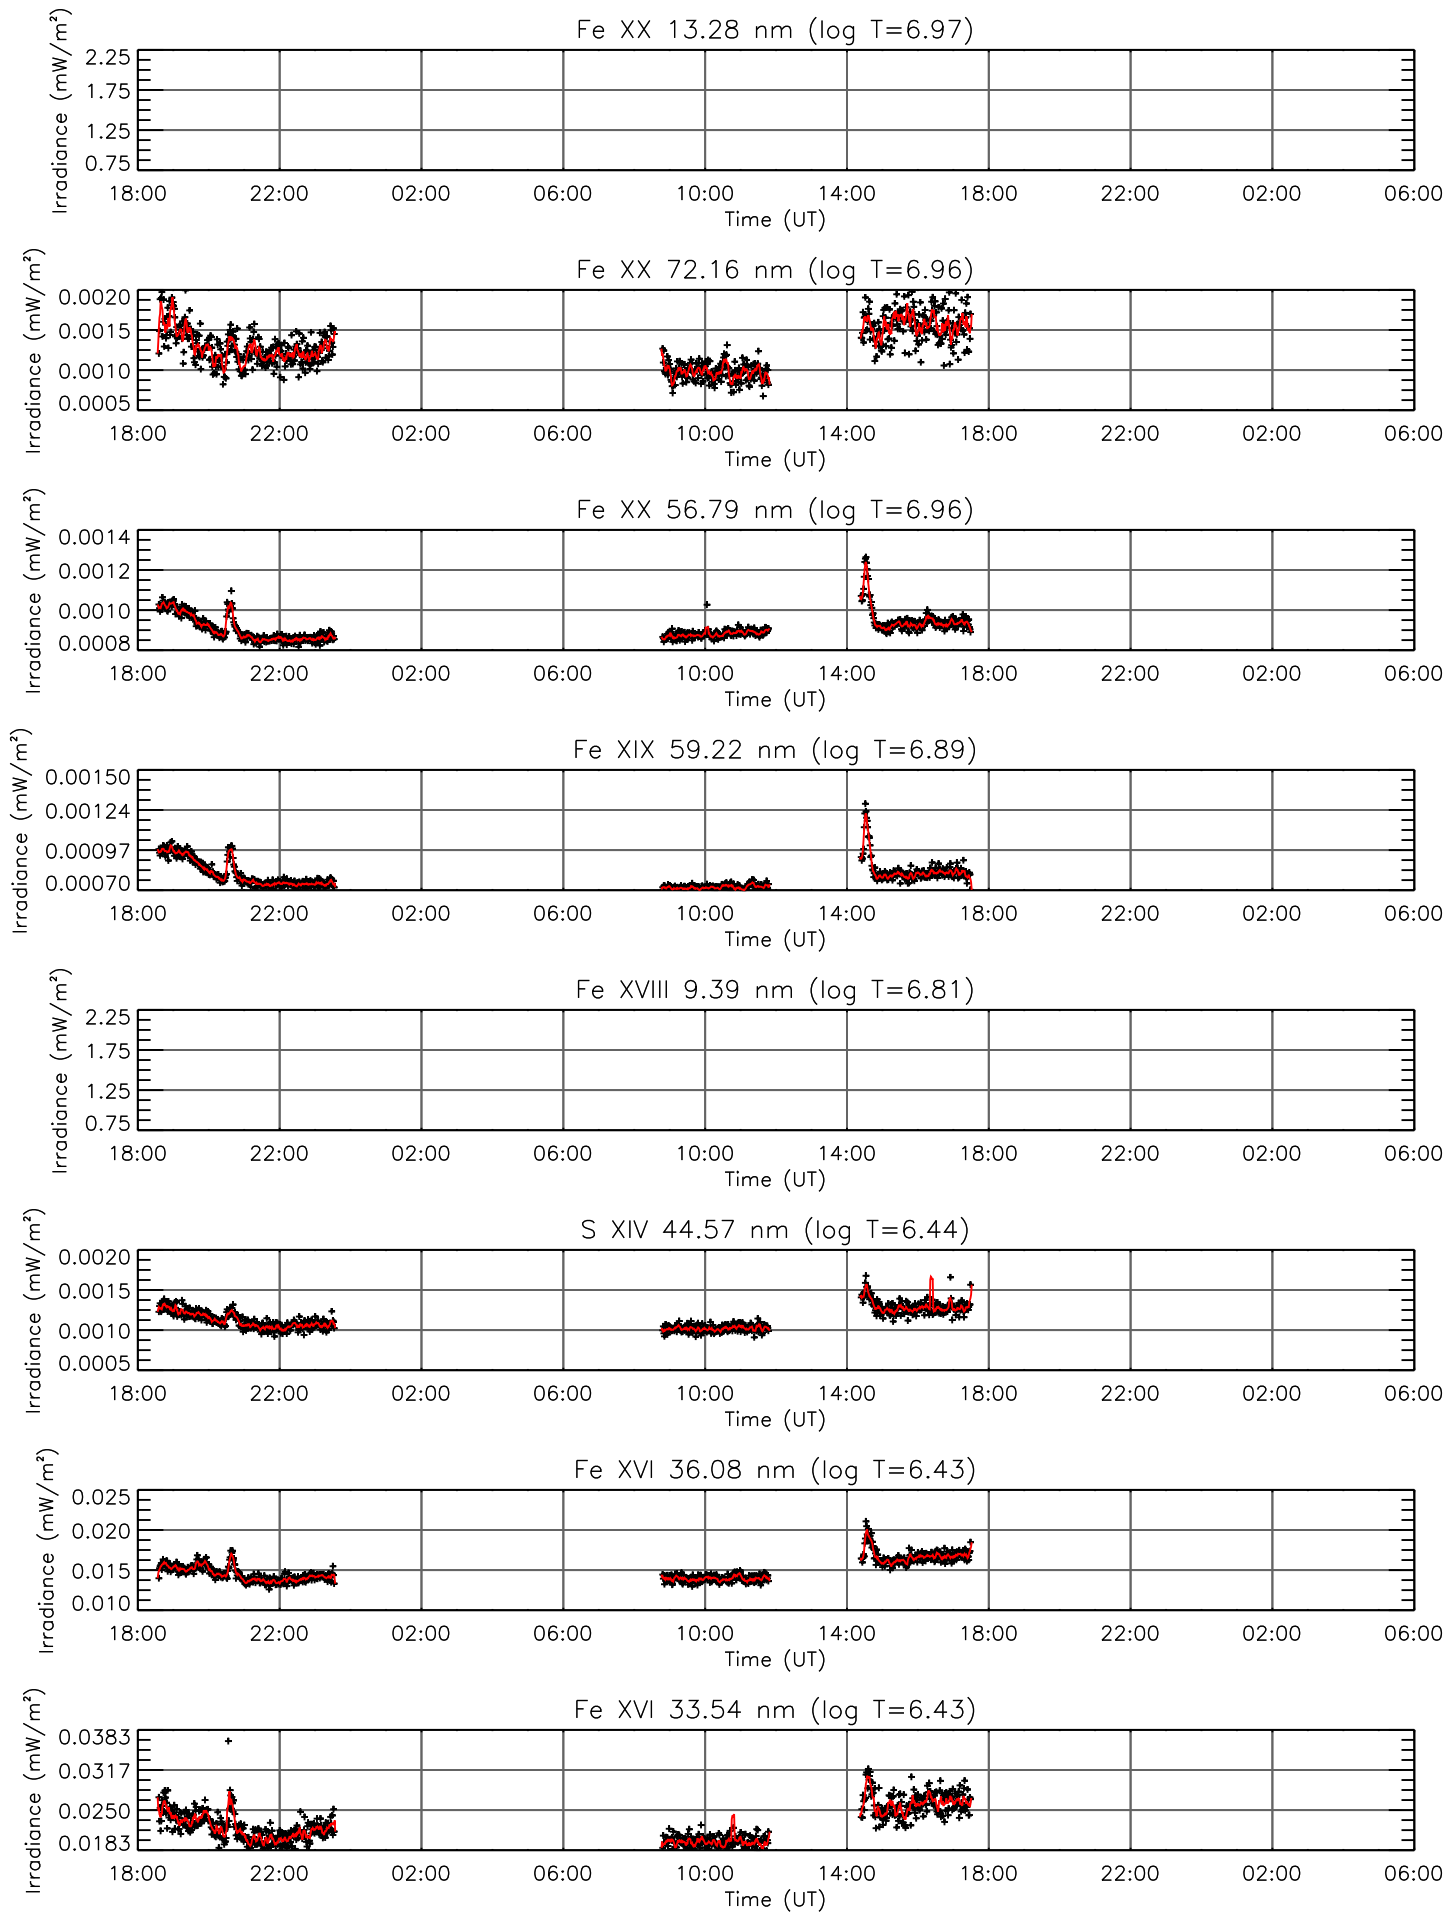 Fe XX 13.28 nm (log T=6.97)
Irradiance (mW/m²)
2.25
1.75
1.25
0.75
18:00 22:00 02:00 06:00 10:00 14:00 18:00 22:00 02:00 06:00
Time (UT)
Fe XX 72.16 nm (log T=6.96)
Irradiance (mW/m²)
0.0020
0.0015
0.0010
0.0005
18:00 22:00 02:00 06:00 10:00 14:00 18:00 22:00 02:00 06:00
Time (UT)
Fe XX 56.79 nm (log T=6.96)
Irradiance (mW/m²)
0.0014
0.0012
0.0010
0.0008
18:00 22:00 02:00 06:00 10:00 14:00 18:00 22:00 02:00 06:00
Time (UT)
Fe XIX 59.22 nm (log T=6.89)
Irradiance (mW/m²)
0.00150
0.00124
0.00097
0.00070
18:00 22:00 02:00 06:00 10:00 14:00 18:00 22:00 02:00 06:00
Time (UT)
Fe XVIII 9.39 nm (log T=6.81)
Irradiance (mW/m²)
2.25
1.75
1.25
0.75
18:00 22:00 02:00 06:00 10:00 14:00 18:00 22:00 02:00 06:00
Time (UT)
S XIV 44.57 nm (log T=6.44)
Irradiance (mW/m²)
0.0020
0.0015
0.0010
0.0005
18:00 22:00 02:00 06:00 10:00 14:00 18:00 22:00 02:00 06:00
Time (UT)
Fe XVI 36.08 nm (log T=6.43)
Irradiance (mW/m²)
0.025
0.020
0.015
0.010
18:00 22:00 02:00 06:00 10:00 14:00 18:00 22:00 02:00 06:00
Time (UT)
Fe XVI 33.54 nm (log T=6.43)
Irradiance (mW/m²)
0.0383
0.0317
0.0250
0.0183
18:00 22:00 02:00 06:00 10:00 14:00 18:00 22:00 02:00 06:00
Time (UT)